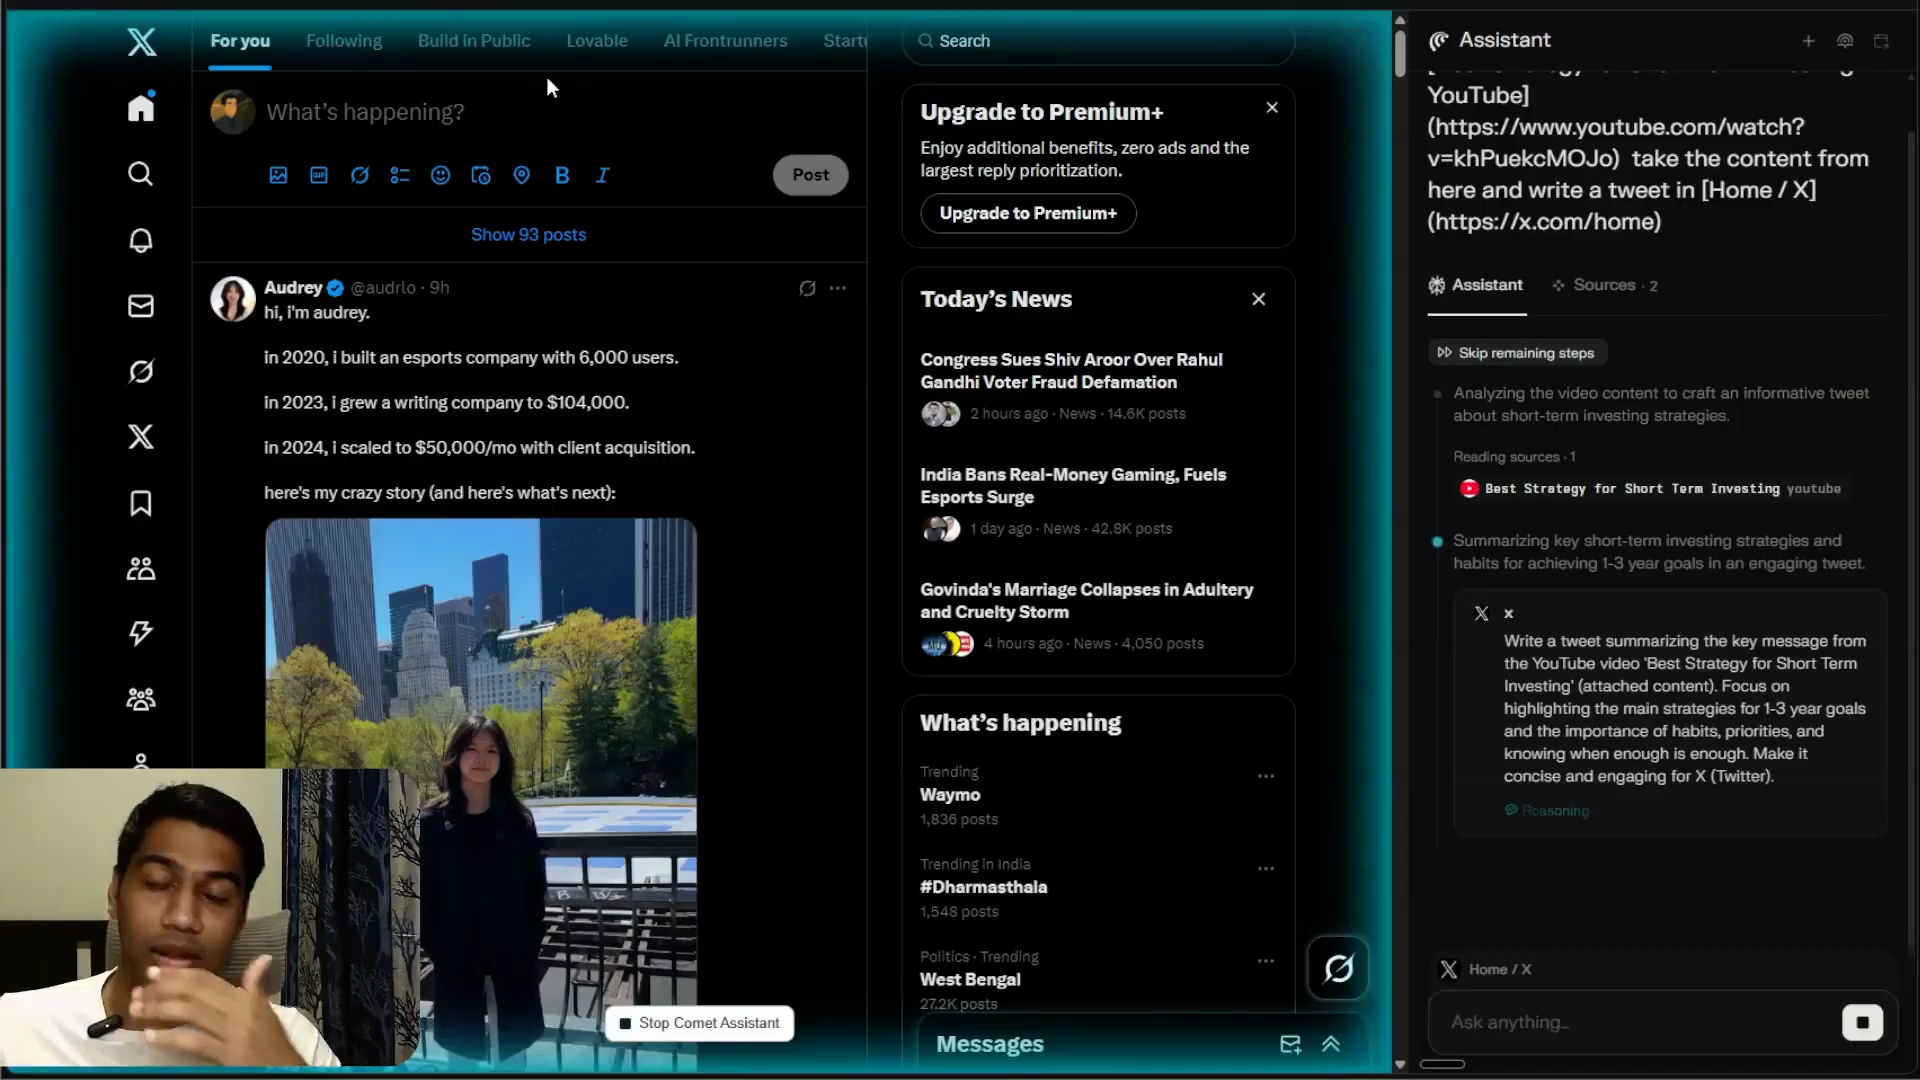 For you
Following
Build in Public
Lovable
AI Frontrunners
What's happening?
GIF
B
I
Post
Show 93 posts
Audrey @audrlo · 9h
hi, i'm audrey.
in 2020, i built an esports company with 6,000 users.
in 2023, i grew a writing company to $104,000.
in 2024, i scaled to $50,000/mo with client acquisition.
here's my crazy story (and here's what's next):
Stop Comet Assistant
Search
Upgrade to Premium+
Enjoy additional benefits, zero ads and the
largest reply prioritization.
Upgrade to Premium+
Today's News
Congress Sues Shiv Aroor Over Rahul
Gandhi Voter Fraud Defamation
2 hours ago · News · 14.6K posts
India Bans Real-Money Gaming, Fuels
Esports Surge
1 day ago · News · 42.8K posts
Govinda's Marriage Collapses in Adultery
and Cruelty Storm
4 hours ago · News · 4,050 posts
What's happening
Trending
Waymo
1,836 posts
Trending in India
#Dharmasthala
1,548 posts
Politics · Trending
West Bengal
27.2K posts
Messages
Assistant
YouTube]
(https://www.youtube.com/watch?
v=khPuekcMOJo) take the content from
here and write a tweet in [Home / X]
(https://x.com/home)
Assistant
Sources · 2
Skip remaining steps
Analyzing the video content to craft an informative tweet
about short-term investing strategies.
Reading sources · 1
Best Strategy for Short Term Investing youtube
Summarizing key short-term investing strategies and
habits for achieving 1-3 year goals in an engaging tweet.
x
Write a tweet summarizing the key message from
the YouTube video 'Best Strategy for Short Term
Investing' (attached content). Focus on
highlighting the main strategies for 1-3 year goals
and the importance of habits, priorities, and
knowing when enough is enough. Make it
concise and engaging for X (Twitter).
Reasoning
Home / X
Ask anything…